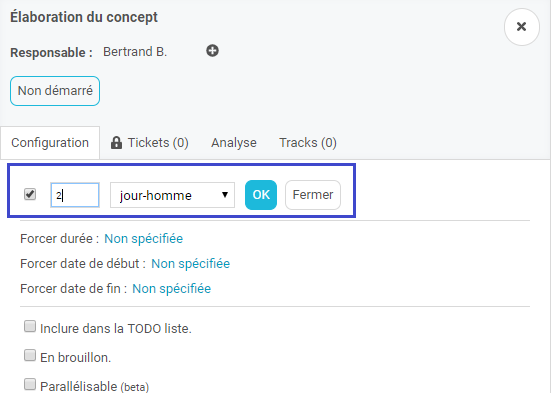 Élaboration du concept
Responsable : Bertrand B.
Non démarré
Configuration Tickets (0) Analyse Tracks (0)
2 jour-homme OK Fermer
Forcer durée : Non spécifiée
Forcer date de début : Non spécifiée
Forcer date de fin : Non spécifiée
Inclure dans la TODO liste.
En brouillon.
Parallélisable (beta)